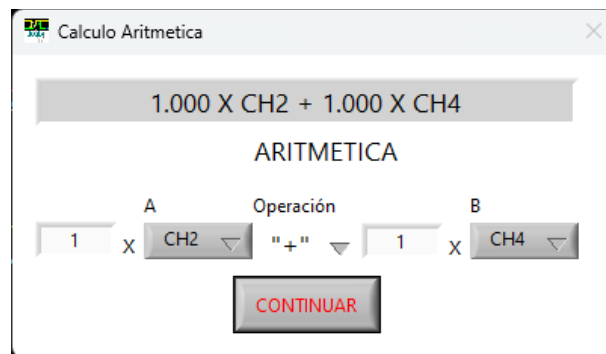 Calculo Aritmetica
1.000 X CH2 + 1.000 X CH4
ARITMETICA
A Operación B
1 X CH2 "+" 1 X CH4
CONTINUAR